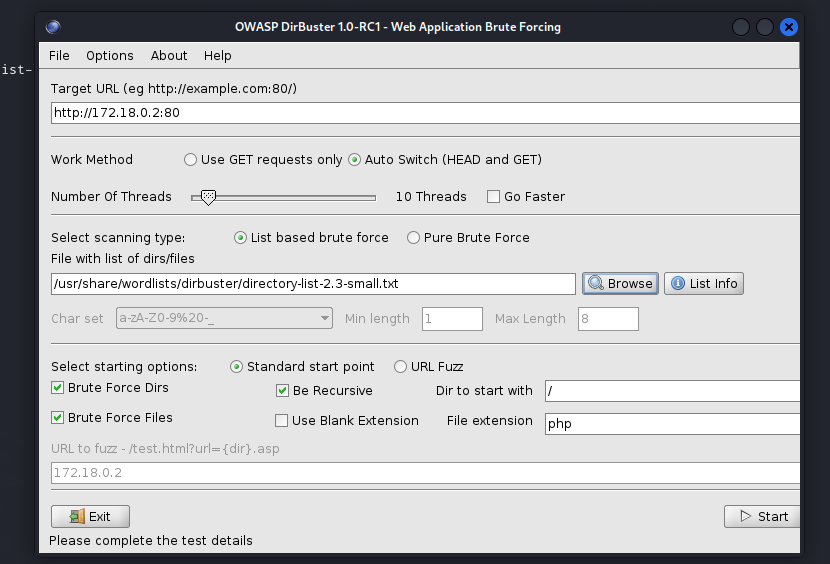 OWASP DirBuster 1.0-RC1 - Web Application Brute Forcing
File Options About Help
ist-
Target URL (eg http://example.com:80/)
http://172.18.0.2:80
Work Method Use GET requests only Auto Switch (HEAD and GET)
Number Of Threads 10 Threads Go Faster
Select scanning type: List based brute force Pure Brute Force
File with list of dirs/files
/usr/share/wordlists/dirbuster/directory-list-2.3-small.txt Browse List Info
Char set a-zA-Z0-9%20-_ Min length 1 Max Length 8
Select starting options: Standard start point URL Fuzz
Brute Force Dirs Be Recursive Dir to start with /
Brute Force Files Use Blank Extension File extension php
URL to fuzz - /test.html?url={dir}.asp
172.18.0.2
Exit Start
Please complete the test details